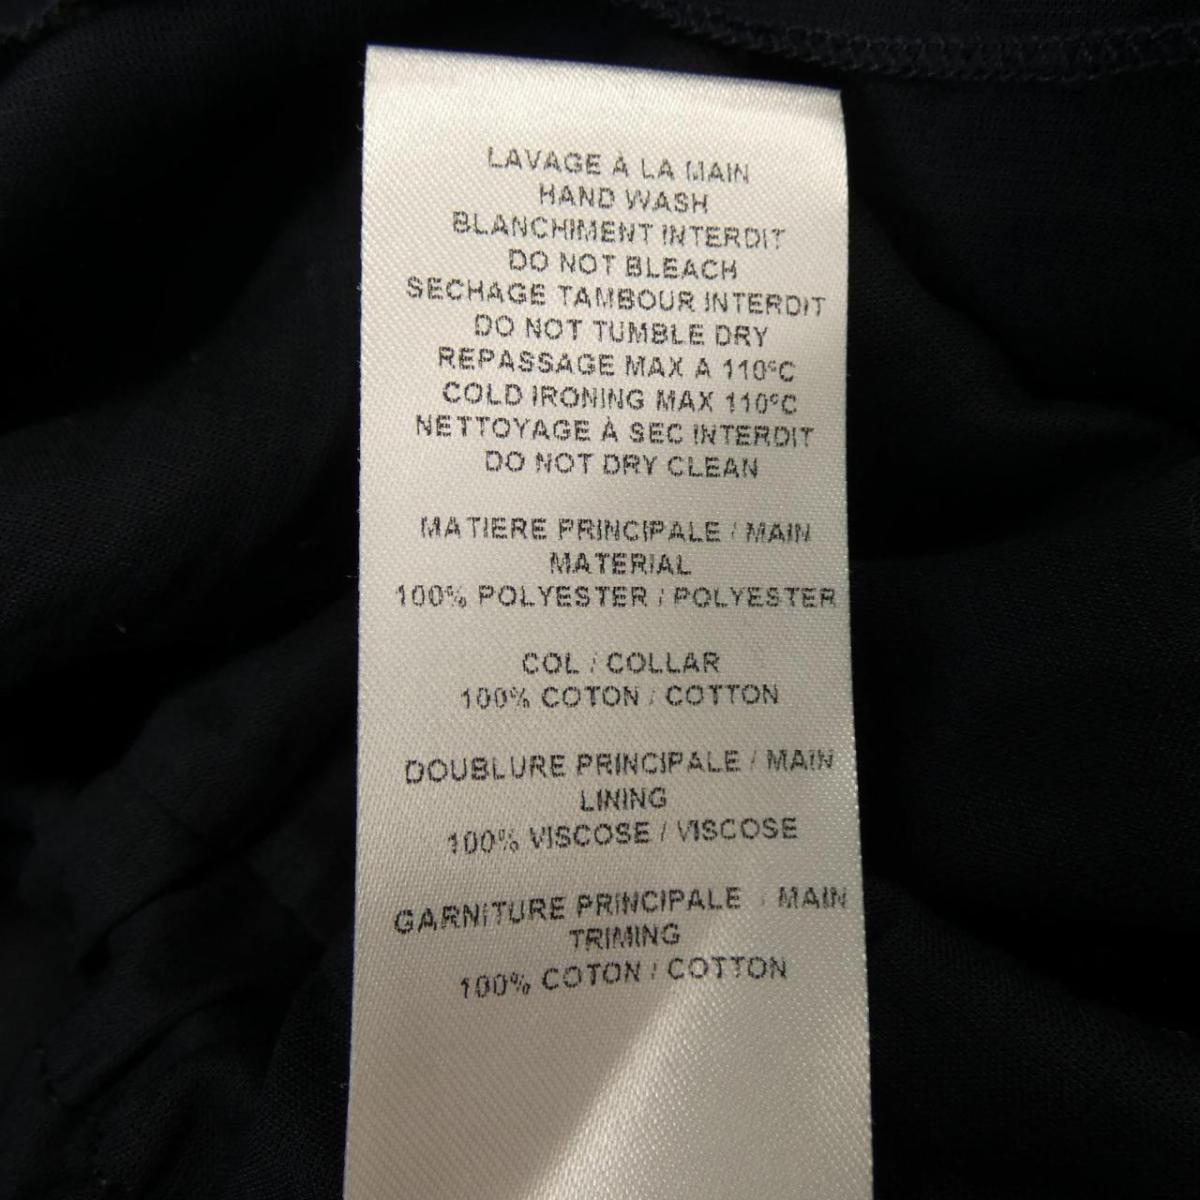 LAVAGE À LA MAIN
HAND WASH
BLANCHIMENT INTERDIT
DO NOT BLEACH
SECHAGE TAMBOUR INTERDIT
DO NOT TUMBLE DRY
REPASSAGE MAX A 110°C
COLD IRONING MAX 110°C
NETTOYAGE À SEC INTERDIT
DO NOT DRY CLEAN
MATIERE PRINCIPALE / MAIN
MATERIAL
100% POLYESTER / POLYESTER
COL / COLLAR
100% COTON / COTTON
DOUBLURE PRINCIPALE / MAIN
LINING
100% VISCOSE / VISCOSE
GARNITURE PRINCIPALE / MAIN
TRIMING
100% COTON / COTTON